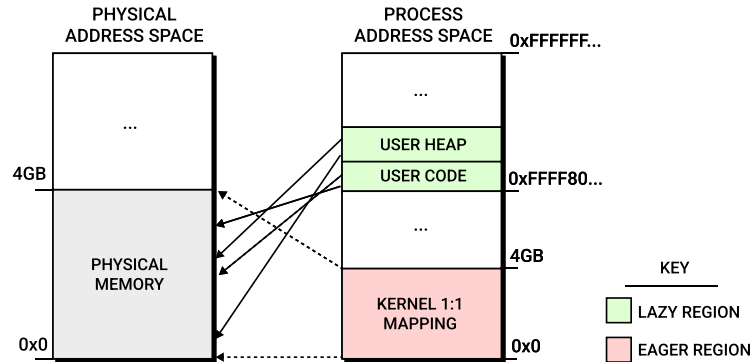 PHYSICAL
ADDRESS SPACE
PROCESS
ADDRESS SPACE
0xFFFFFF...
...
...
USER HEAP
4GB
USER CODE
0xFFFF80...
...
PHYSICAL
MEMORY
4GB
KERNEL 1:1
MAPPING
KEY
LAZY REGION
EAGER REGION
0x0
0x0